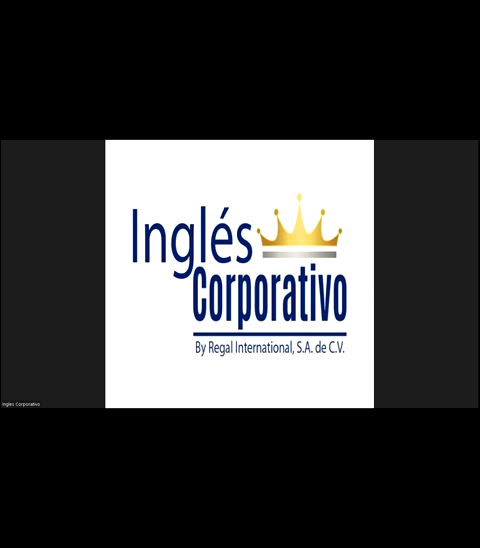 Inglés
Corporativo
By Regal International, S.A. de C.V.
Ingles Corporativo